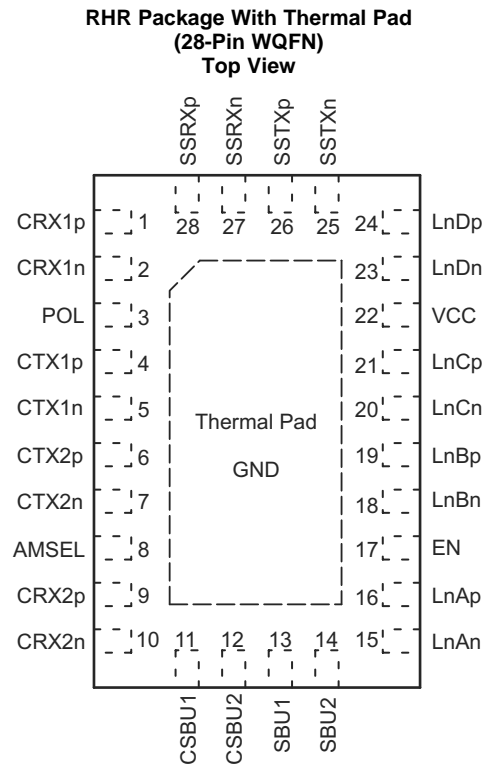 RHR Package With Thermal Pad
(28-Pin WQFN)
Top View
SSRXp
SSRXn
SSTXp
SSTXn
28
27
26
25
CRX1p 1
CRX1n 2
POL 3
CTX1p 4
CTX1n 5
CTX2p 6
CTX2n 7
AMSEL 8
CRX2p 9
CRX2n 10
Thermal Pad
GND
24 LnDp
23 LnDn
22 VCC
21 LnCp
20 LnCn
19 LnBp
18 LnBn
17 EN
16 LnAp
15 LnAn
11
12
13
14
CSBU1
CSBU2
SBU1
SBU2